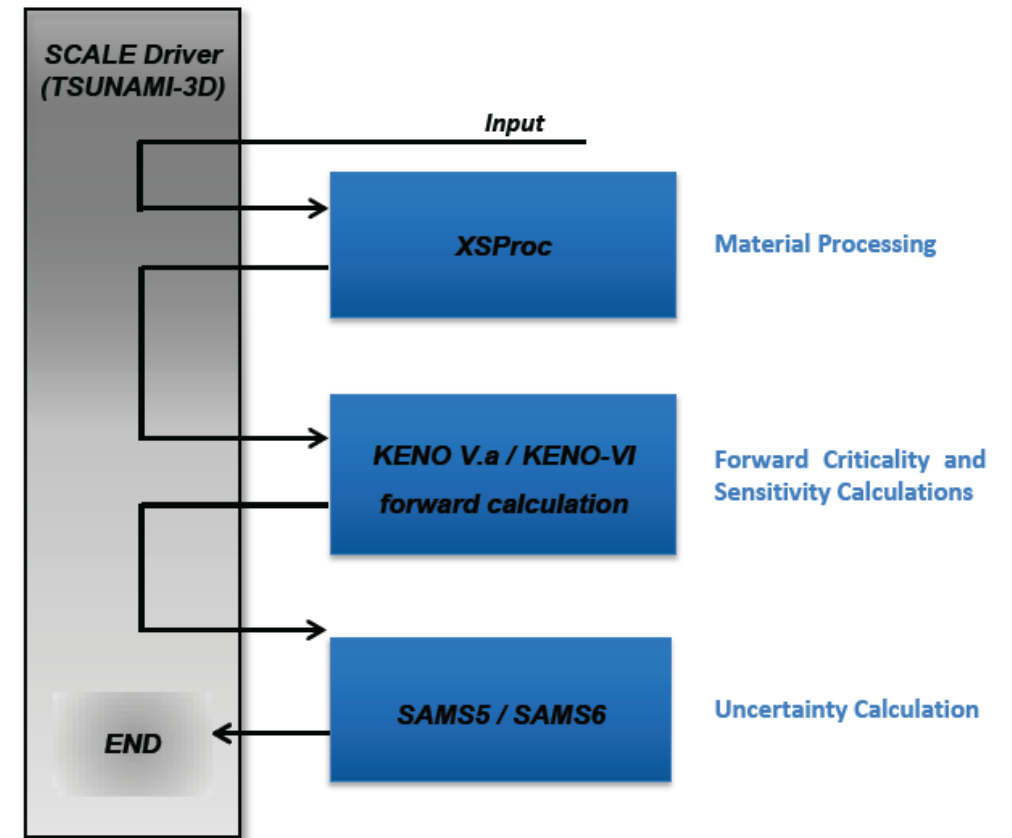 SCALE Driver
(TSUNAMI-3D)
Input
XSProc
Material Processing
KENO V.a / KENO-VI
forward calculation
Forward Criticality and
Sensitivity Calculations
SAMS5 / SAMS6
Uncertainty Calculation
END